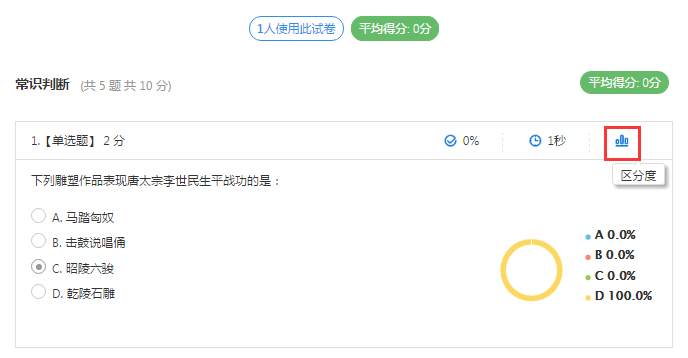 1人使用此试卷 平均得分: 0分
常识判断 (共 5 题 共 10 分) 平均得分: 0分
1.【单选题】 2 分 0% 1秒
区分度
下列雕塑作品表现唐太宗李世民生平战功的是：
A. 马踏匈奴
B. 击鼓说唱俑
C. 昭陵六骏
D. 乾陵石雕
A 0.0%
B 0.0%
C 0.0%
D 100.0%